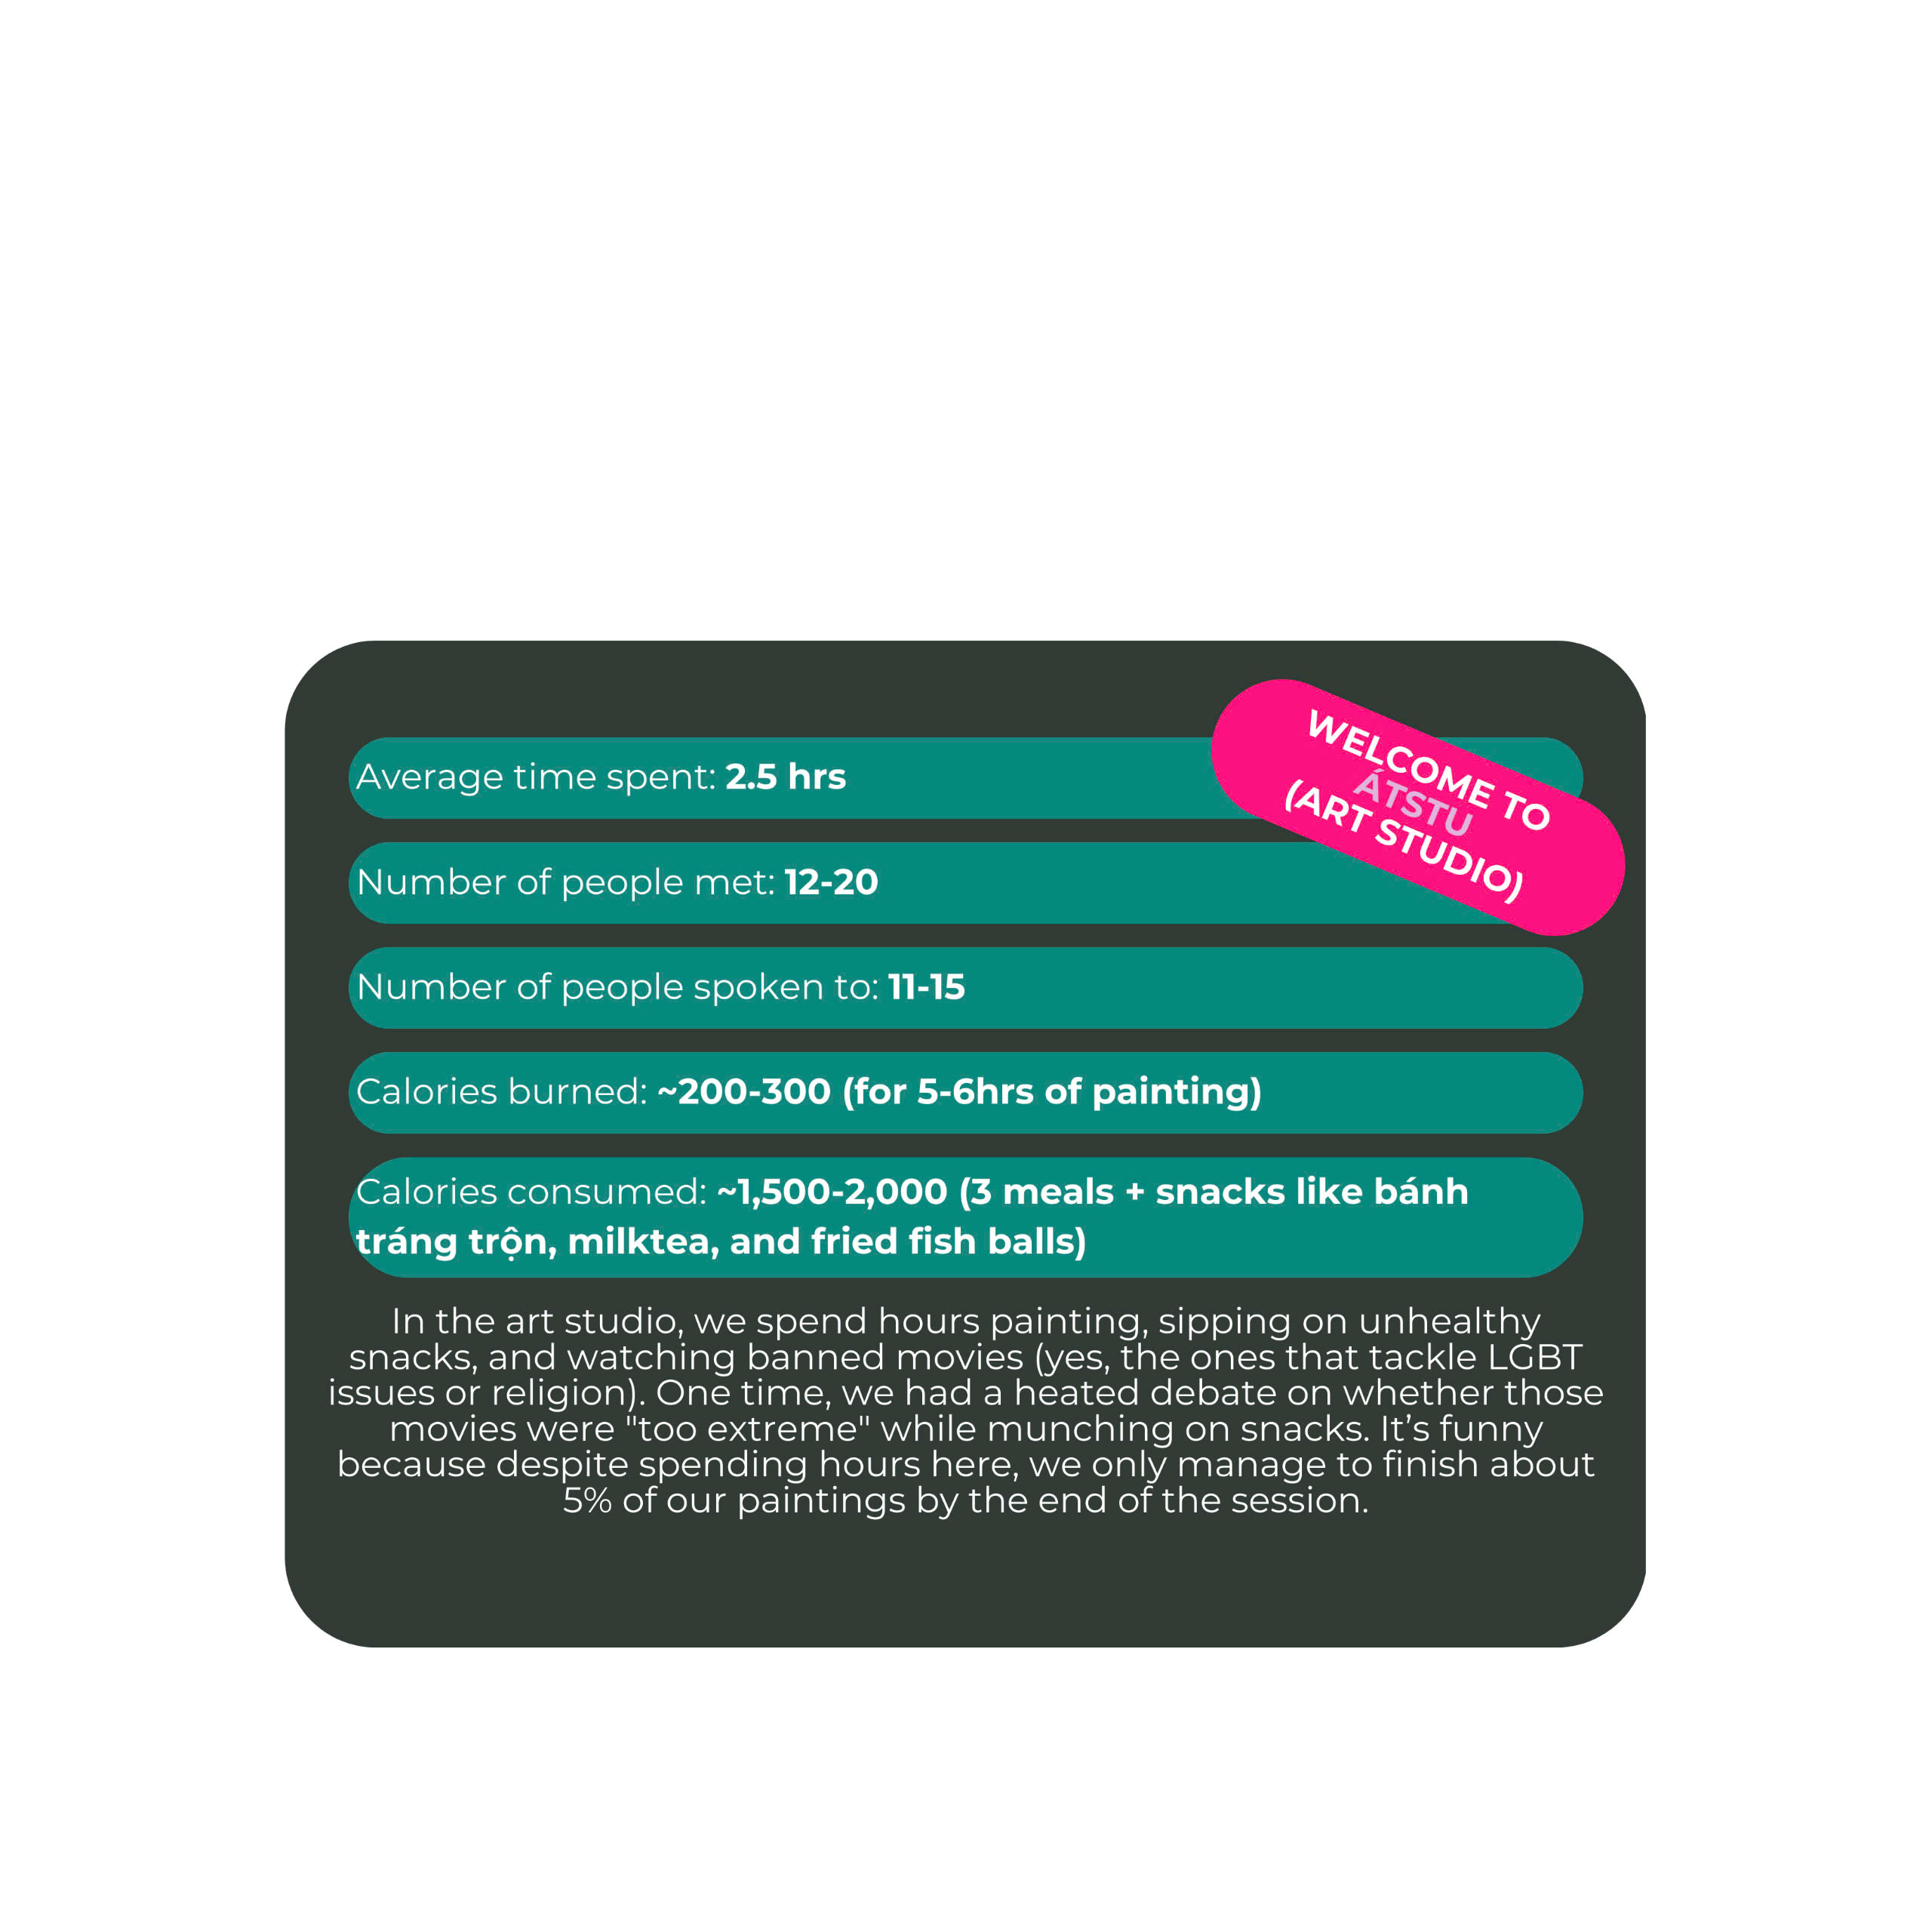 WELCOME TO
ÁTSTU
(ART STUDIO)
Average time spent: 2.5 hrs
Number of people met: 12-20
Number of people spoken to: 11-15
Calories burned: ~200-300 (for 5-6hrs of painting)
Calories consumed: ~1,500-2,000 (3 meals + snacks like bánh
tráng trộn, milktea, and fried fish balls)
In the art studio, we spend hours painting, sipping on unhealthy
snacks, and watching banned movies (yes, the ones that tackle LGBT
issues or religion). One time, we had a heated debate on whether those
movies were "too extreme" while munching on snacks. It’s funny
because despite spending hours here, we only manage to finish about
5% of our paintings by the end of the session.